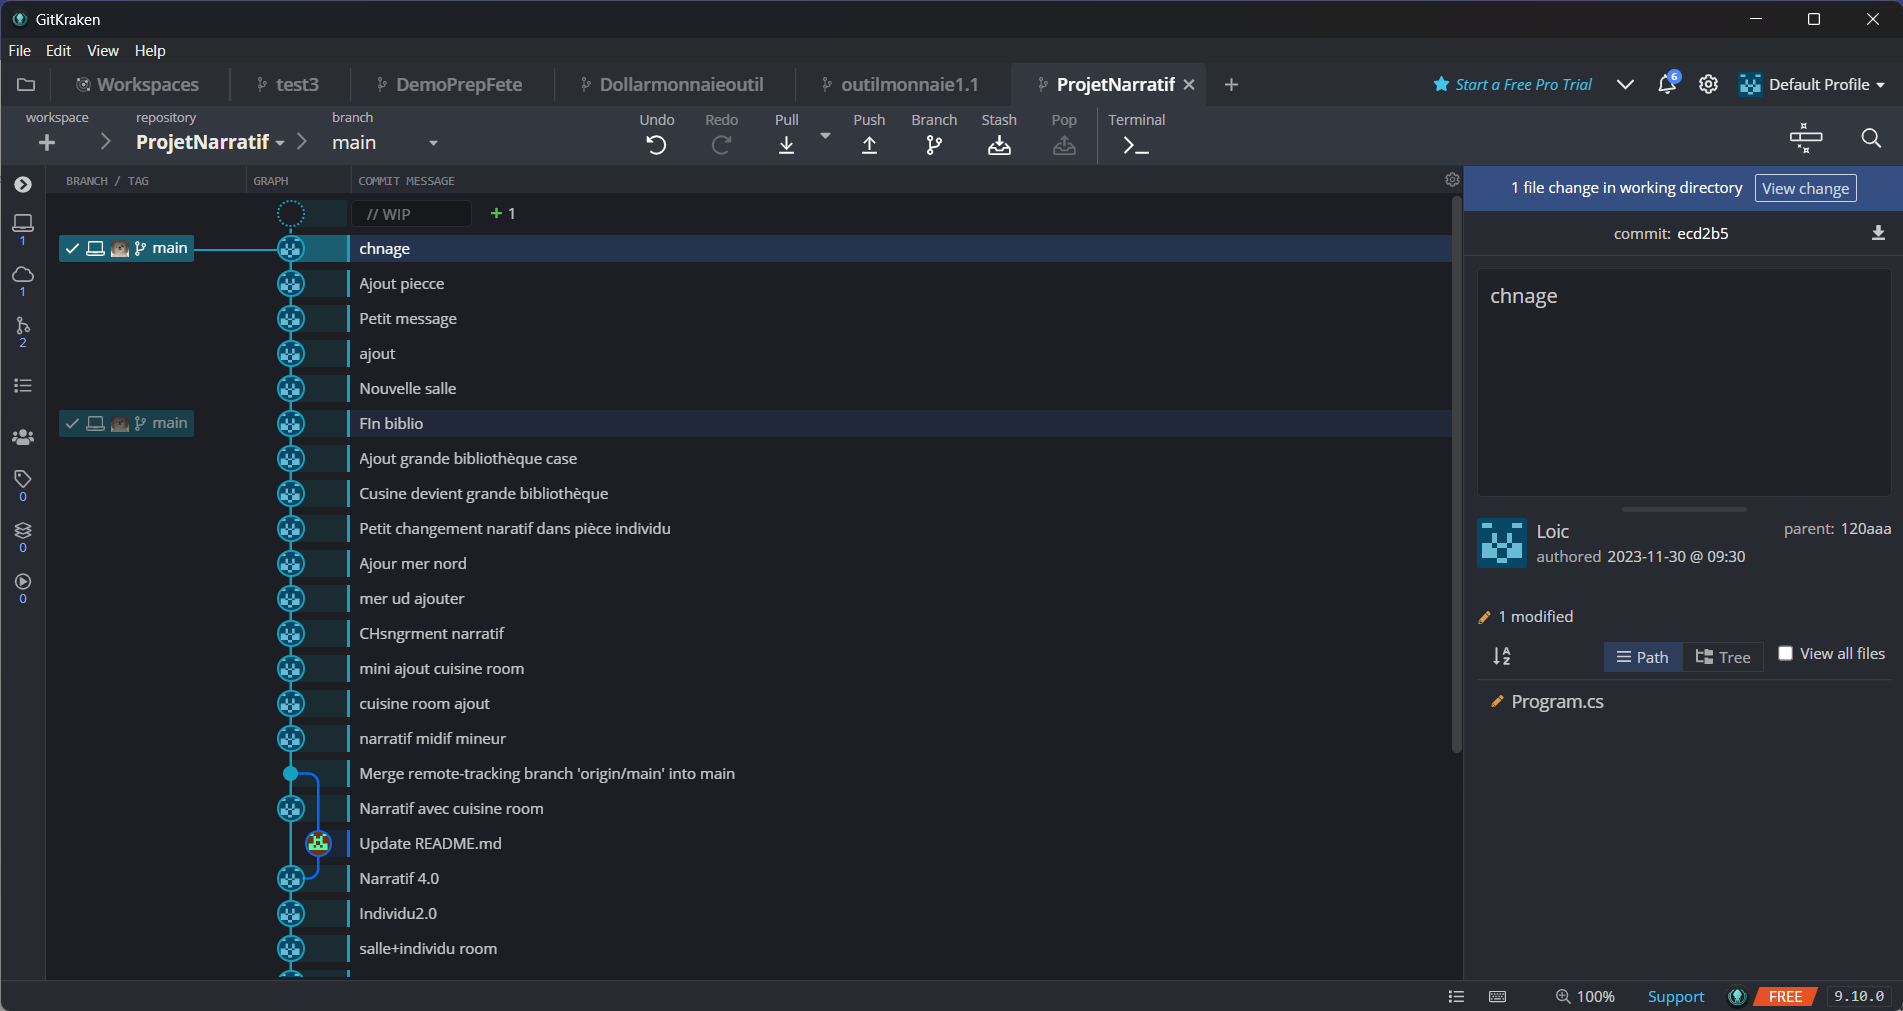 GitKraken
File Edit View Help
Workspaces test3 DemoPrepFete Dollarmonnaieoutil outilmonnaie1.1 ProjetNarratif Start a Free Pro Trial 6 Default Profile
workspace repository branch Undo Redo Pull Push Branch Stash Pop Terminal
ProjetNarratif main
BRANCH / TAG GRAPH COMMIT MESSAGE
1 file change in working directory View change
// WIP 1
commit: ecd2b5
1
main chnage
chnage
Ajout piecce
1
Petit message
2
ajout
Nouvelle salle
main FIn biblio
Ajout grande bibliothèque case
Cusine devient grande bibliothèque
0
Petit changement naratif dans pièce individu
Loic parent: 120aaa
authored 2023-11-30 @ 09:30
0
Ajour mer nord
mer ud ajouter
0
1 modified
CHsngrment narratif
A Z Path Tree View all files
mini ajout cuisine room
cuisine room ajout
Program.cs
narratif midif mineur
Merge remote-tracking branch 'origin/main' into main
Narratif avec cuisine room
Update README.md
Narratif 4.0
Individu2.0
salle+individu room
100% Support FREE 9.10.0